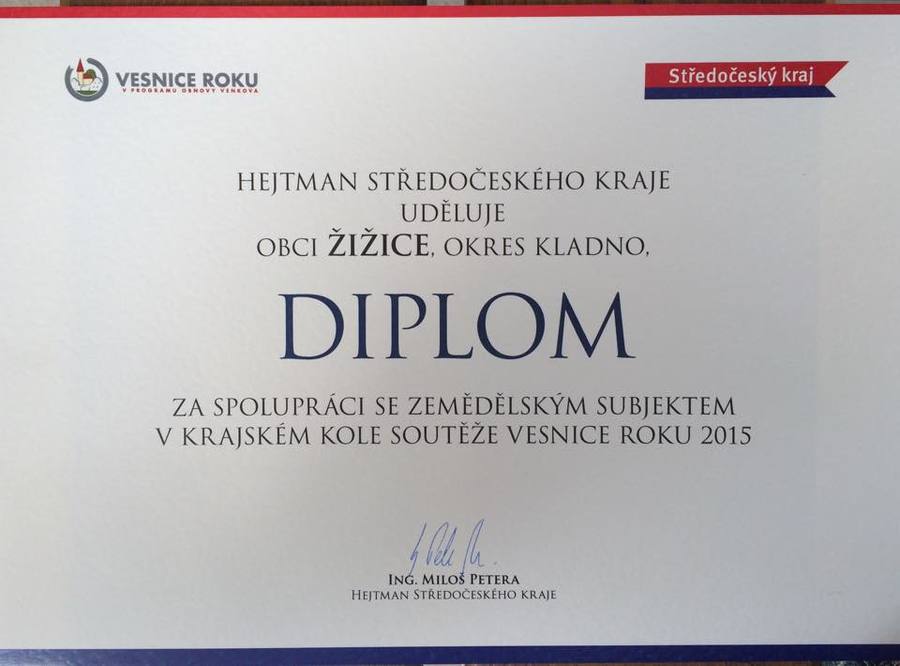 VESNICE ROKU
V PROGRAMU OBNOVY VENKOVA
Středočeský kraj
HEJTMAN STŘEDOČESKÉHO KRAJE
UDĚLUJE
OBCI ŽIŽICE, OKRES KLADNO,
DIPLOM
ZA SPOLUPRÁCI SE ZEMĚDĚLSKÝM SUBJEKTEM
V KRAJSKÉM KOLE SOUTĚŽE VESNICE ROKU 2015
ING. MILOŠ PETERA
HEJTMAN STŘEDOČESKÉHO KRAJE